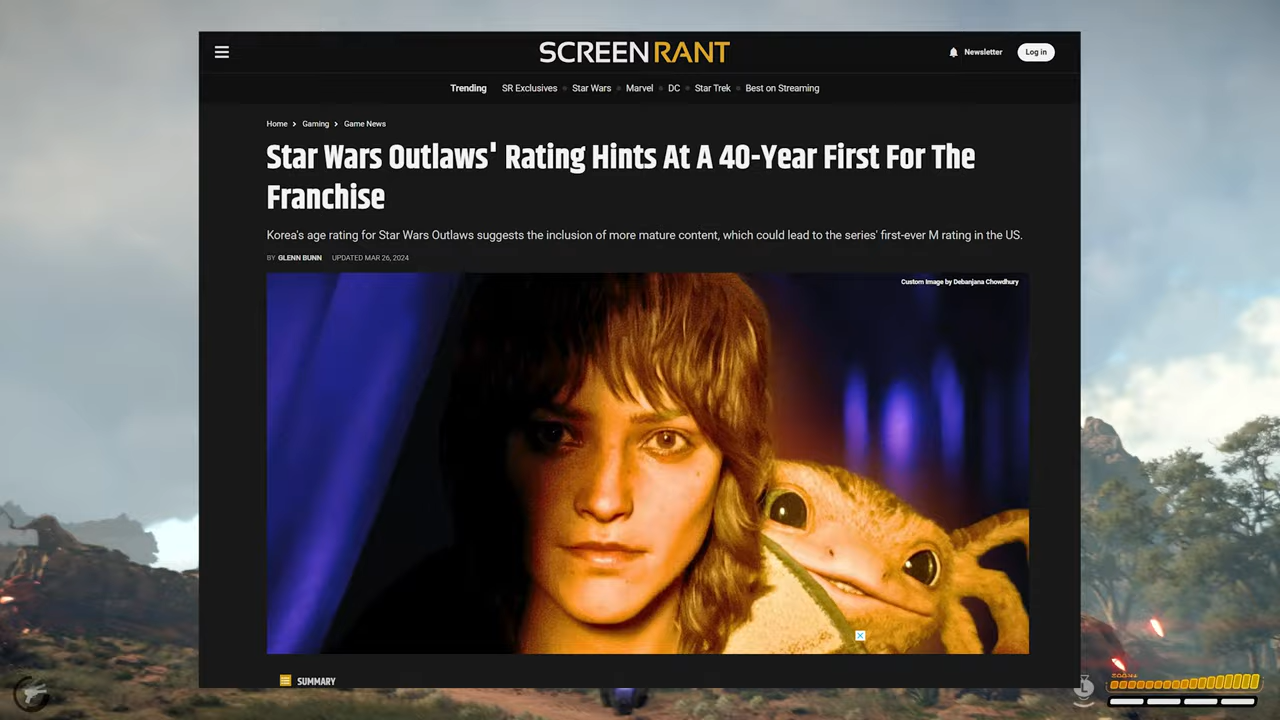 SCREENRANT
Newsletter
Log in
Trending SR Exclusives Star Wars Marvel DC Star Trek Best on Streaming
Home > Gaming > Game News
Star Wars Outlaws' Rating Hints At A 40-Year First For The
Franchise
Korea's age rating for Star Wars Outlaws suggests the inclusion of more mature content, which could lead to the series' first-ever M rating in the US.
BY GLENN BUNN UPDATED MAR 26, 2024
Custom Image by Debanjana Chowdhury
SUMMARY
L